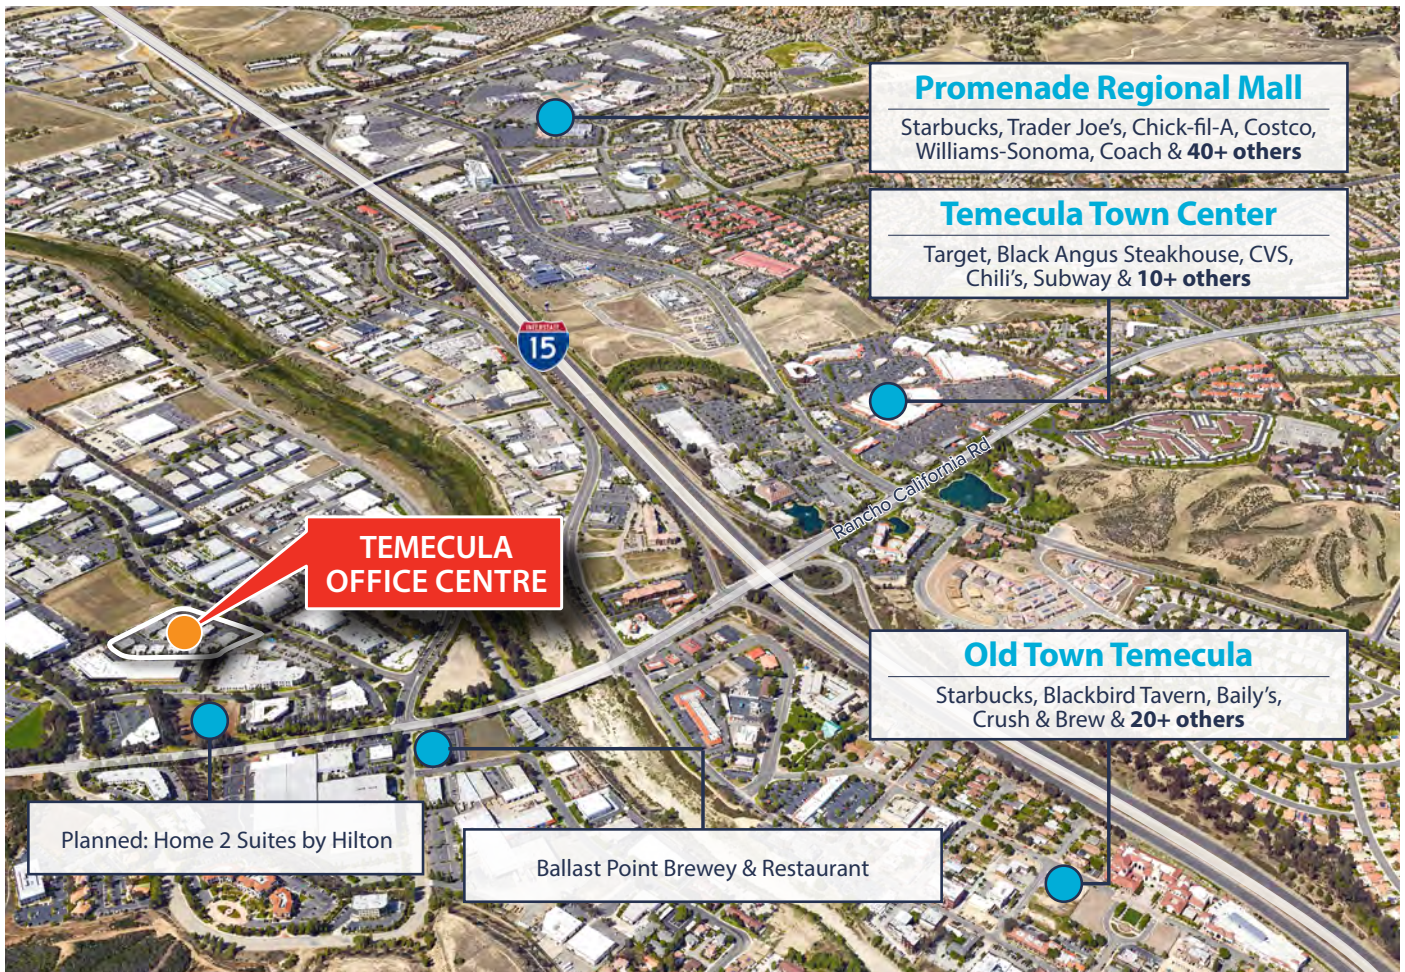 Promenade Regional Mall
Starbucks, Trader Joe's, Chick-fil-A, Costco,
Williams-Sonoma, Coach & 40+ others
Temecula Town Center
Target, Black Angus Steakhouse, CVS,
Chili's, Subway & 10+ others
INTERSTATE
15
Rancho California Rd
TEMECULA
OFFICE CENTRE
Old Town Temecula
Starbucks, Blackbird Tavern, Baily's,
Crush & Brew & 20+ others
Planned: Home 2 Suites by Hilton
Ballast Point Brewey & Restaurant